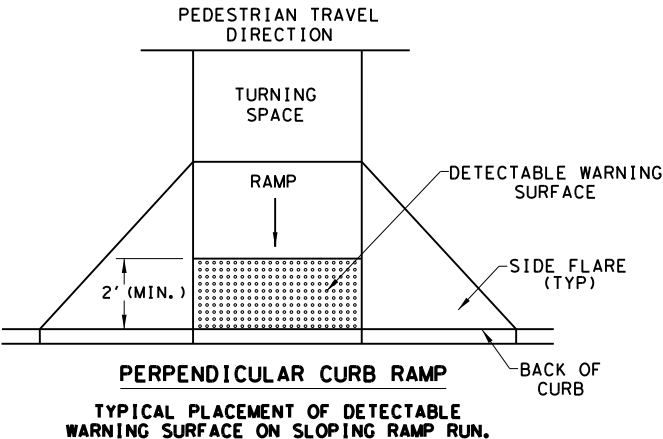 PEDESTRIAN TRAVEL
DIRECTION
TURNING
SPACE
RAMP
DETECTABLE WARNING
SURFACE
2' (MIN.)
SIDE FLARE
(TYP)
BACK OF
CURB
PERPENDICULAR CURB RAMP
TYPICAL PLACEMENT OF DETECTABLE
WARNING SURFACE ON SLOPING RAMP RUN.